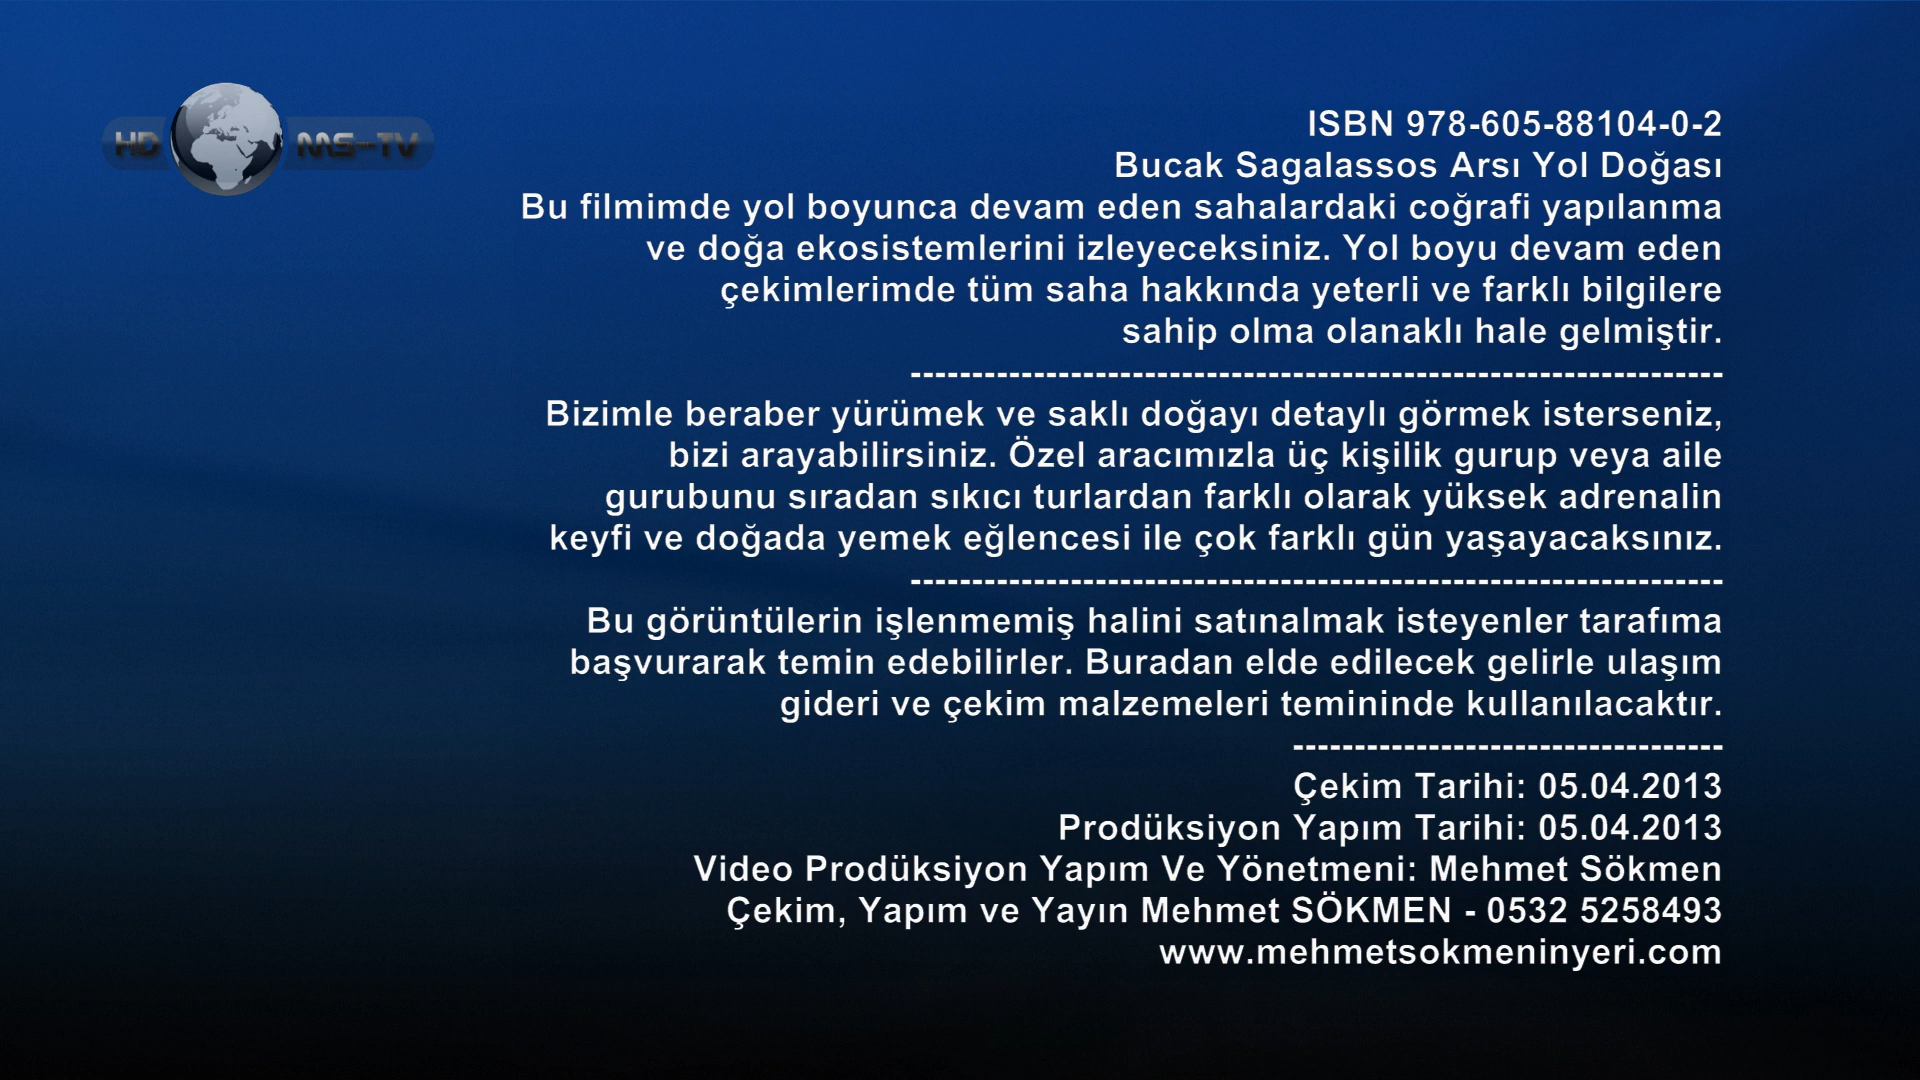 HD MS-TV
ISBN 978-605-88104-0-2
Bucak Sagalassos Arsı Yol Doğası
Bu filmimde yol boyunca devam eden sahalardaki coğrafi yapılanma
ve doğa ekosistemlerini izleyeceksiniz. Yol boyu devam eden
çekimlerimde tüm saha hakkında yeterli ve farklı bilgilere
sahip olma olanaklı hale gelmiştir.
------------------------------------------------------------------
Bizimle beraber yürümek ve saklı doğayı detaylı görmek isterseniz,
bizi arayabilirsiniz. Özel aracımızla üç kişilik gurup veya aile
gurubunu sıradan sıkıcı turlardan farklı olarak yüksek adrenalin
keyfi ve doğada yemek eğlencesi ile çok farklı gün yaşayacaksınız.
------------------------------------------------------------------
Bu görüntülerin işlenmemiş halini satınalmak isteyenler tarafıma
başvurarak temin edebilirler. Buradan elde edilecek gelirle ulaşım
gideri ve çekim malzemeleri temininde kullanılacaktır.
-----------------------------------
Çekim Tarihi: 05.04.2013
Prodüksiyon Yapım Tarihi: 05.04.2013
Video Prodüksiyon Yapım Ve Yönetmeni: Mehmet Sökmen
Çekim, Yapım ve Yayın Mehmet SÖKMEN - 0532 5258493
www.mehmetsokmeninyeri.com